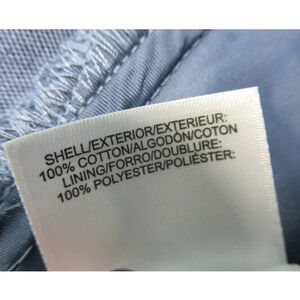 SHELL/EXTERIOR/EXTERIEUR:
100% COTTON/ALGODÓN/COTON
LINING/FORRO/DOUBLURE:
100% POLYESTER/POLIÉSTER: